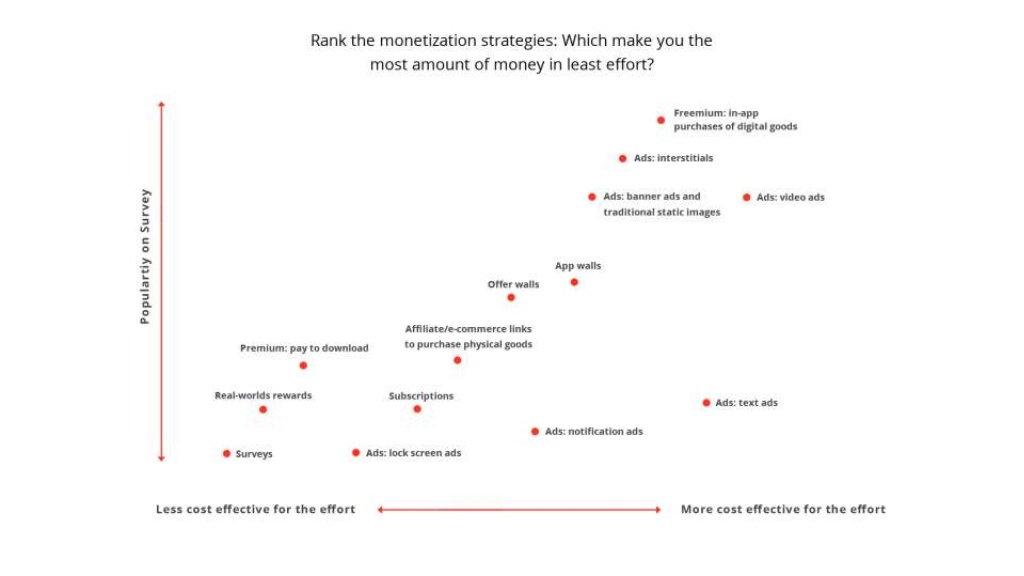 Rank the monetization strategies: Which make you the
most amount of money in least effort?
Populartiy on Survey
Freemium: in-app
purchases of digital goods
Ads: interstitials
Ads: banner ads and
traditional static images
Ads: video ads
App walls
Offer walls
Affiliate/e-commerce links
to purchase physical goods
Premium: pay to download
Real-worlds rewards
Subscriptions
Ads: text ads
Ads: notification ads
Surveys
Ads: lock screen ads
Less cost effective for the effort
More cost effective for the effort